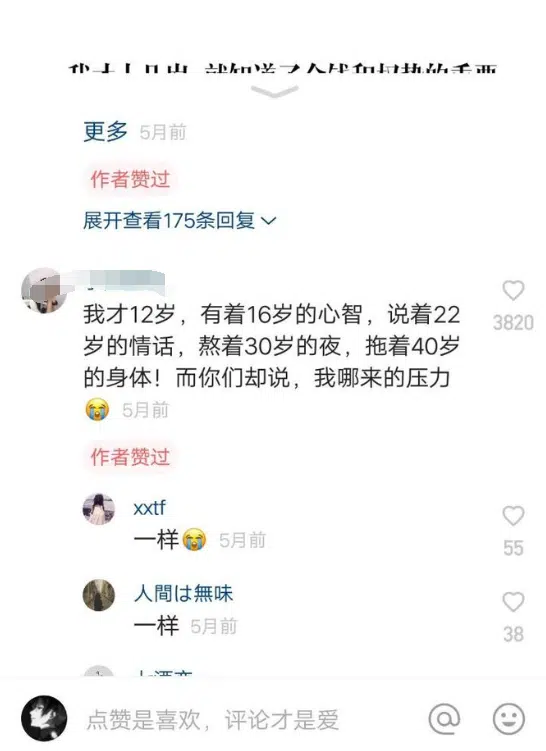 更多 5月前
作者赞过
展开查看175条回复
我才12岁，有着16岁的心智，说着22
岁的情话，熬着30岁的夜，拖着40岁
的身体！而你们却说，我哪来的压力
😭 5月前
3820
作者赞过
xxtf
一样😭 5月前
55
人間は無味
一样 5月前
38
点赞是喜欢，评论才是爱